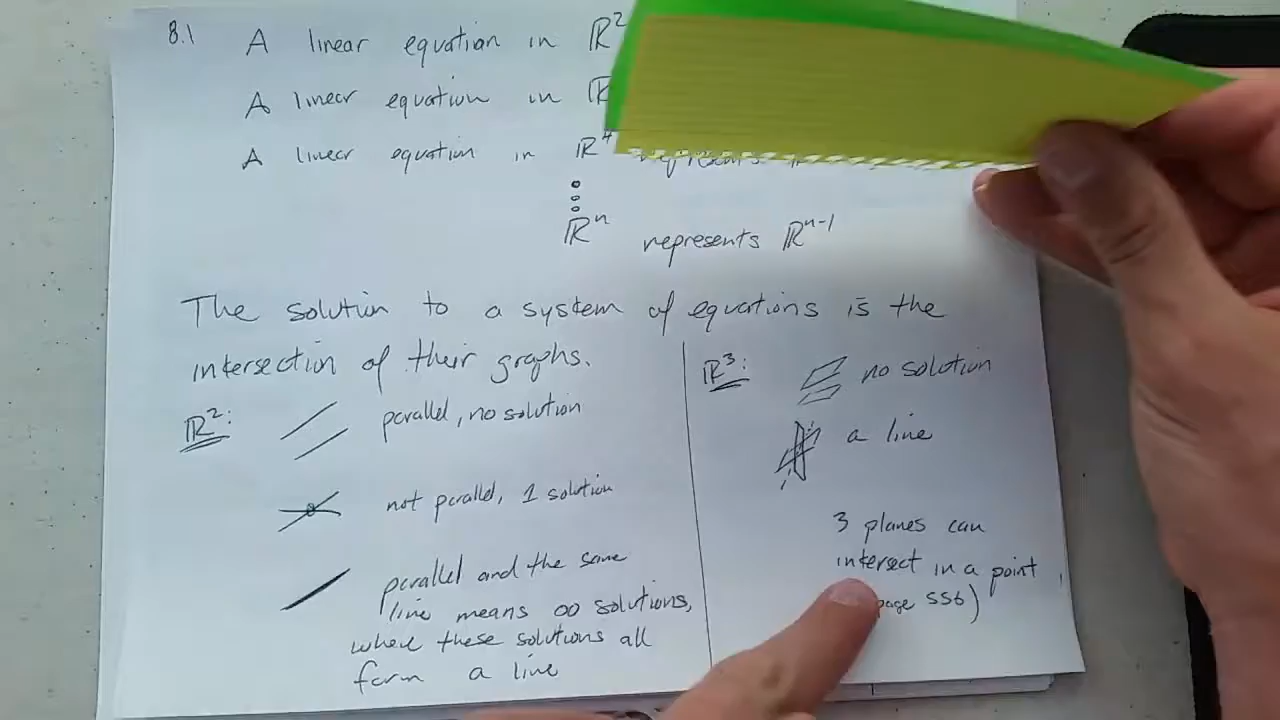 8.1 A linear equation in ℝ²
A linear equation in ℝ
A linear equation in ℝ⁴ represents
ℝⁿ represents ℝⁿ⁻¹
The solution to a system of equations is the
intersection of their graphs.
ℝ²:
parallel, no solution
not parallel, 1 solution
parallel and the same
line means ∞ solutions,
where these solutions all
form a line
ℝ³:
no solution
a line
3 planes can
intersect in a point
page 556)